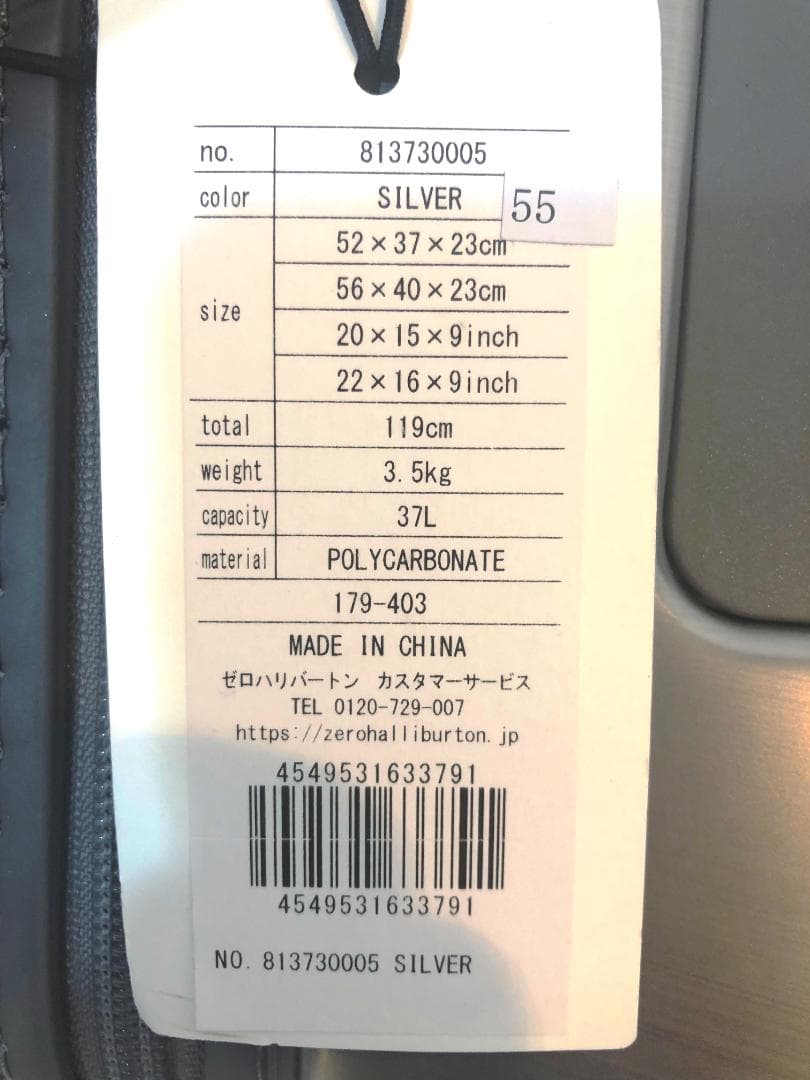 no. 813730005
color SILVER
55
size
52×37×23cm
56×40×23cm
20×15×9inch
22×16×9inch
total 119cm
weight 3.5kg
capacity 37L
material POLYCARBONATE
179-403
MADE IN CHINA
ゼロハリバートン カスタマーサービス
TEL 0120-729-007
https://zerohalliburton.jp
4549531633791
4549531633791
NO. 813730005 SILVER